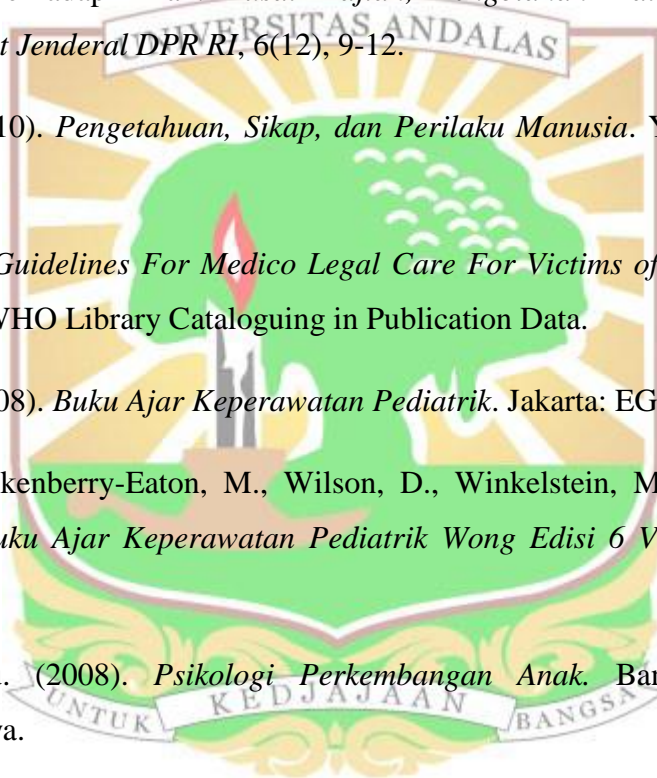 t Jenderal DPR RI, 6(12), 9-12.
UNIVERSITAS ANDALAS
10). Pengetahuan, Sikap, dan Perilaku Manusia. Y
Guidelines For Medico Legal Care For Victims of
WHO Library Cataloguing in Publication Data.
08). Buku Ajar Keperawatan Pediatrik. Jakarta: EG
kenberry-Eaton, M., Wilson, D., Winkelstein, M
uku Ajar Keperawatan Pediatrik Wong Edisi 6 V
. (2008). Psikologi Perkembangan Anak. Ban
UNTUK KEDJAJAAN BANGSA
a.